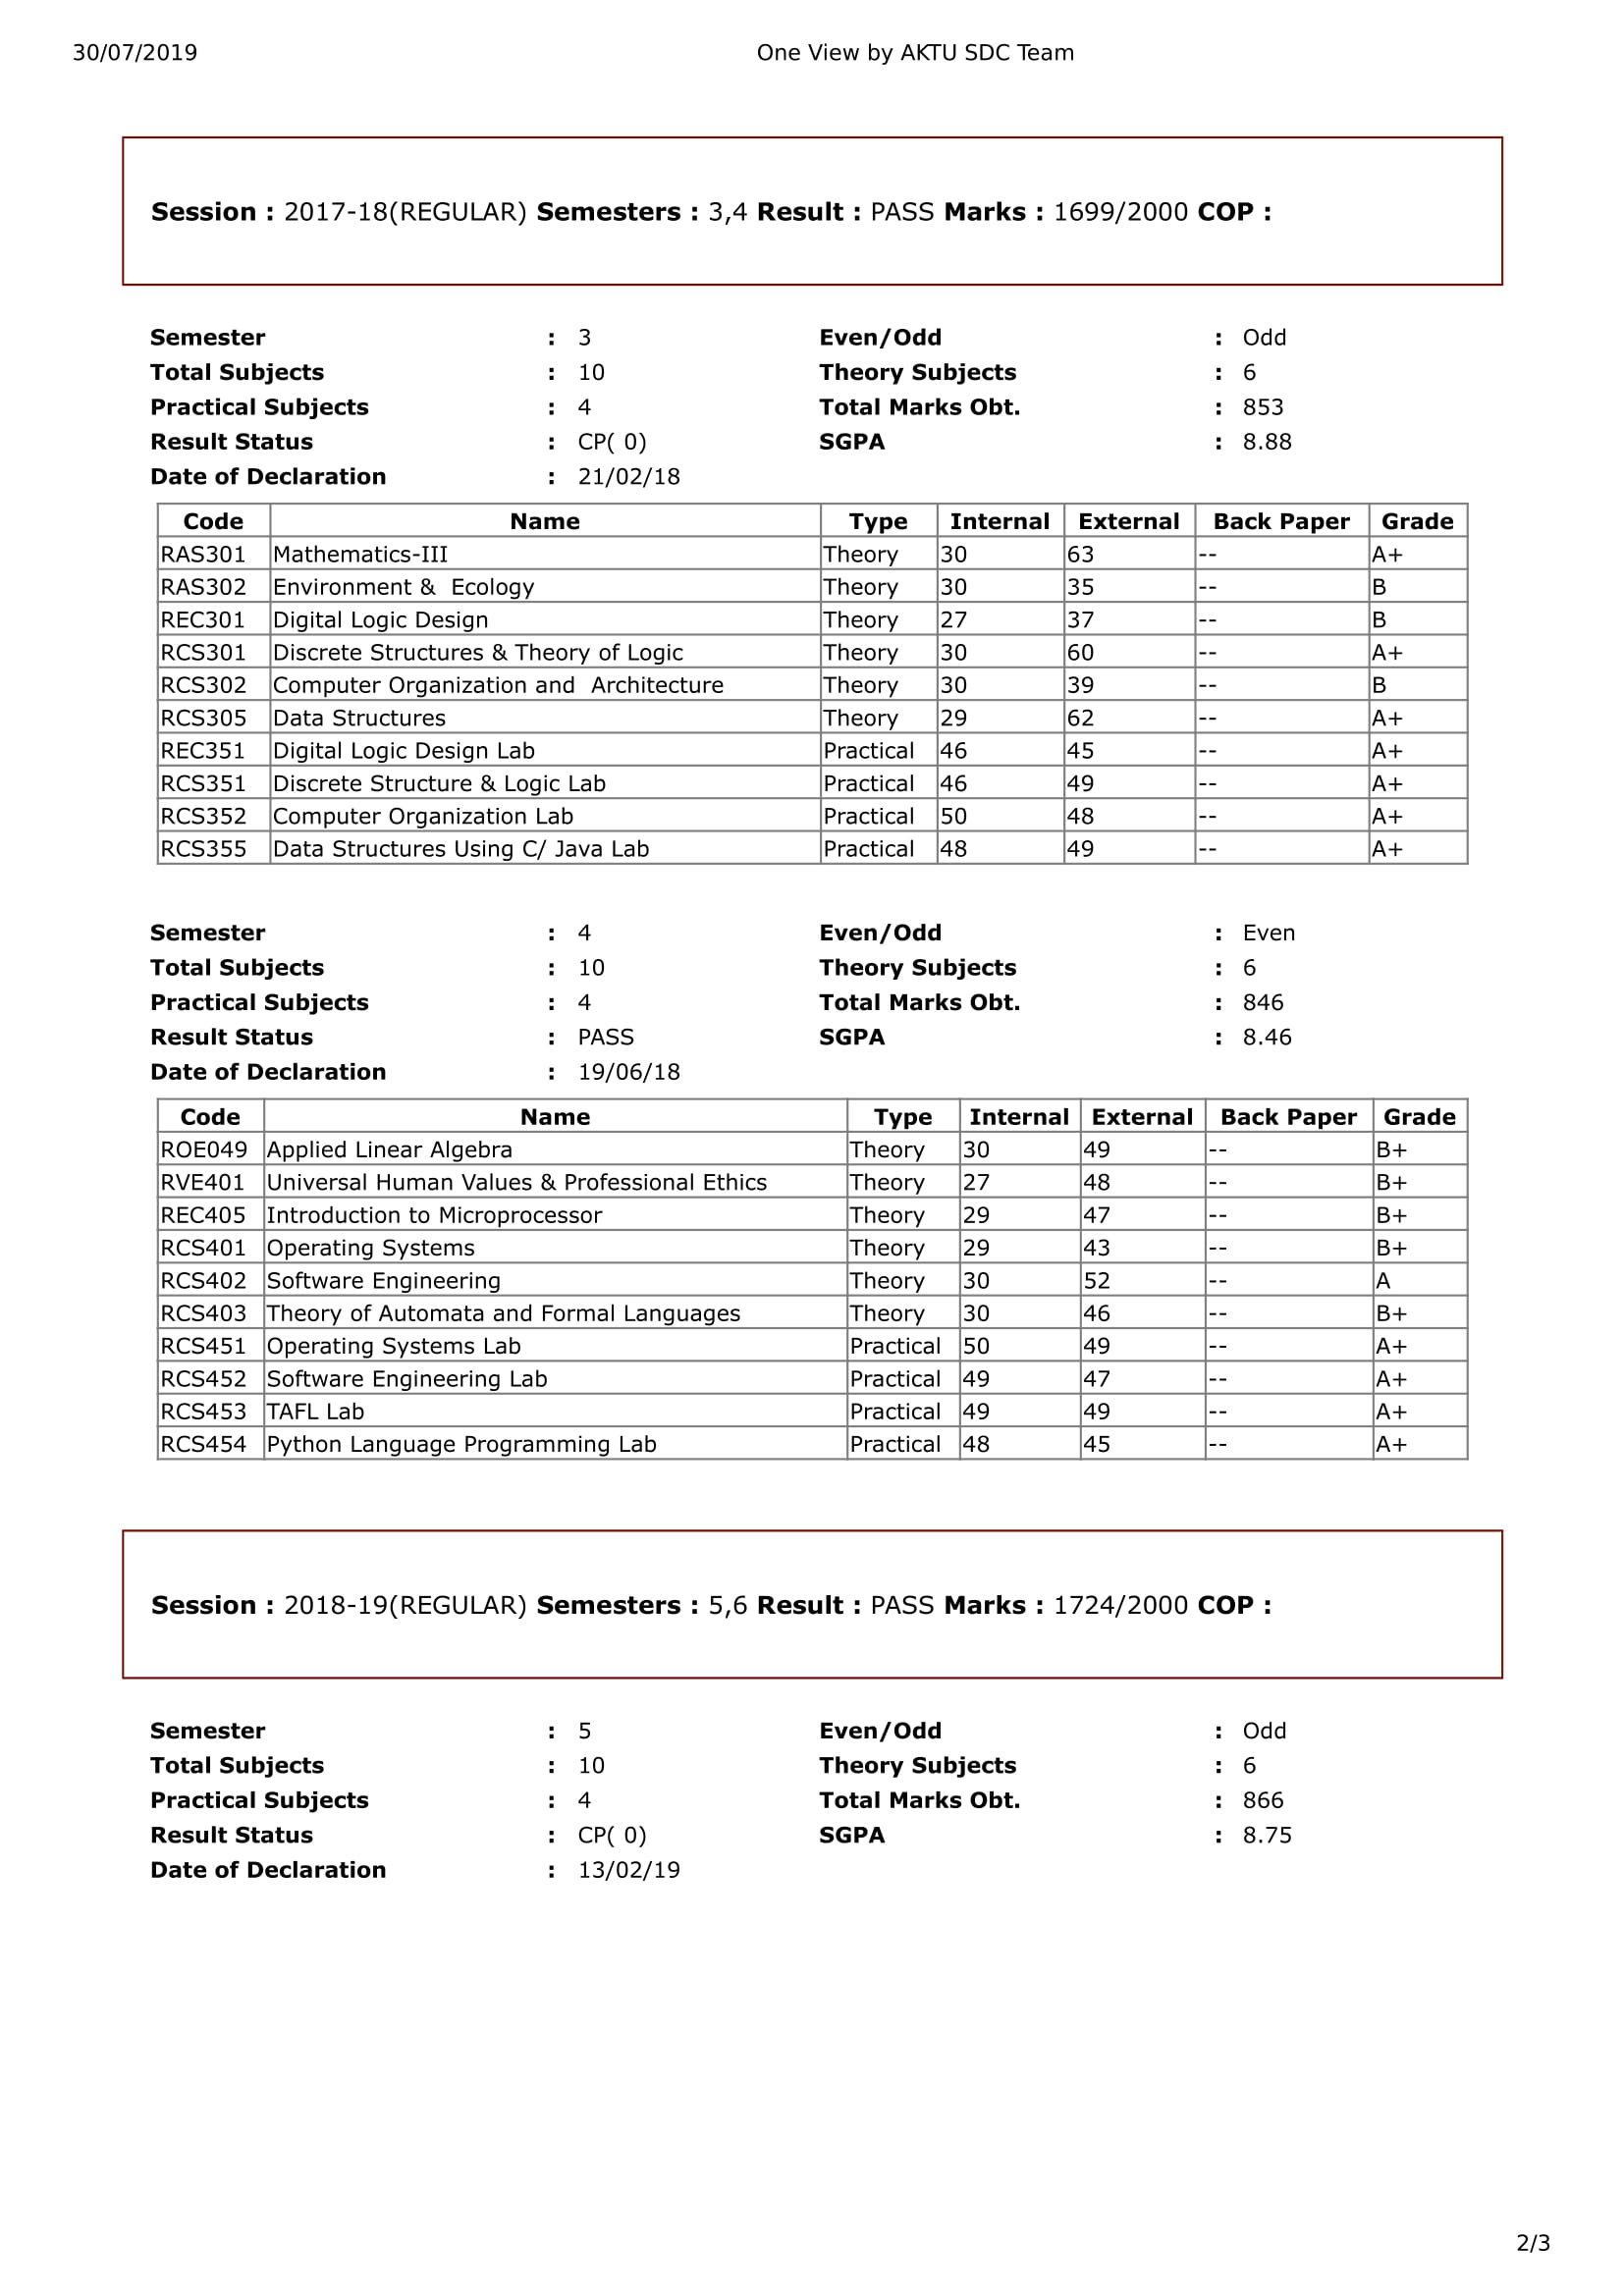 30/07/2019 One View by AKTU SDC Team
Session : 2017-18(REGULAR) Semesters : 3,4 Result : PASS Marks : 1699/2000 COP :
Semester : 3 Even/Odd : Odd
Total Subjects : 10 Theory Subjects : 6
Practical Subjects : 4 Total Marks Obt. : 853
Result Status : CP( 0) SGPA : 8.88
Date of Declaration : 21/02/18
Code Name Type Internal External Back Paper Grade
RAS301 Mathematics-III Theory 30 63 -- A+
RAS302 Environment &  Ecology Theory 30 35 -- B
REC301 Digital Logic Design Theory 27 37 -- B
RCS301 Discrete Structures & Theory of Logic Theory 30 60 -- A+
RCS302 Computer Organization and  Architecture Theory 30 39 -- B
RCS305 Data Structures Theory 29 62 -- A+
REC351 Digital Logic Design Lab Practical 46 45 -- A+
RCS351 Discrete Structure & Logic Lab Practical 46 49 -- A+
RCS352 Computer Organization Lab Practical 50 48 -- A+
RCS355 Data Structures Using C/ Java Lab Practical 48 49 -- A+
Semester : 4 Even/Odd : Even
Total Subjects : 10 Theory Subjects : 6
Practical Subjects : 4 Total Marks Obt. : 846
Result Status : PASS SGPA : 8.46
Date of Declaration : 19/06/18
Code Name Type Internal External Back Paper Grade
ROE049 Applied Linear Algebra Theory 30 49 -- B+
RVE401 Universal Human Values & Professional Ethics Theory 27 48 -- B+
REC405 Introduction to Microprocessor Theory 29 47 -- B+
RCS401 Operating Systems Theory 29 43 -- B+
RCS402 Software Engineering Theory 30 52 -- A
RCS403 Theory of Automata and Formal Languages Theory 30 46 -- B+
RCS451 Operating Systems Lab Practical 50 49 -- A+
RCS452 Software Engineering Lab Practical 49 47 -- A+
RCS453 TAFL Lab Practical 49 49 -- A+
RCS454 Python Language Programming Lab Practical 48 45 -- A+
Session : 2018-19(REGULAR) Semesters : 5,6 Result : PASS Marks : 1724/2000 COP :
Semester : 5 Even/Odd : Odd
Total Subjects : 10 Theory Subjects : 6
Practical Subjects : 4 Total Marks Obt. : 866
Result Status : CP( 0) SGPA : 8.75
Date of Declaration : 13/02/19
2/3